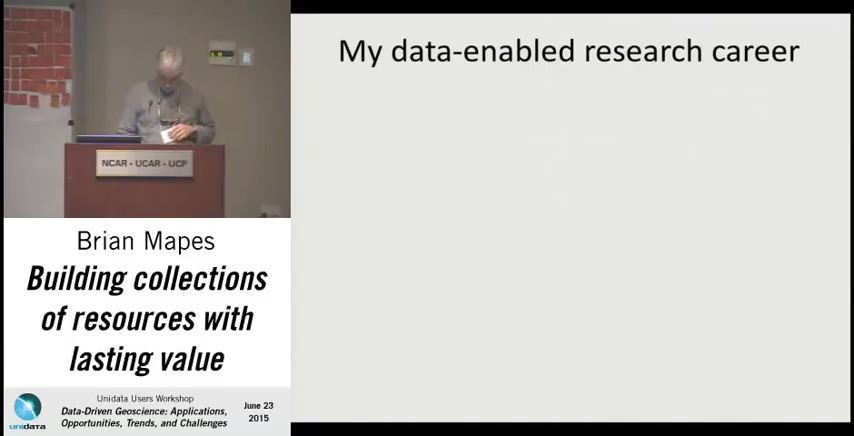 My data-enabled research career
NCAR • UCAR • UCP
Brian Mapes
Building collections
of resources with
lasting value
unidata
Unidata Users Workshop
Data-Driven Geoscience: Applications,
Opportunities, Trends, and Challenges
June 23
2015